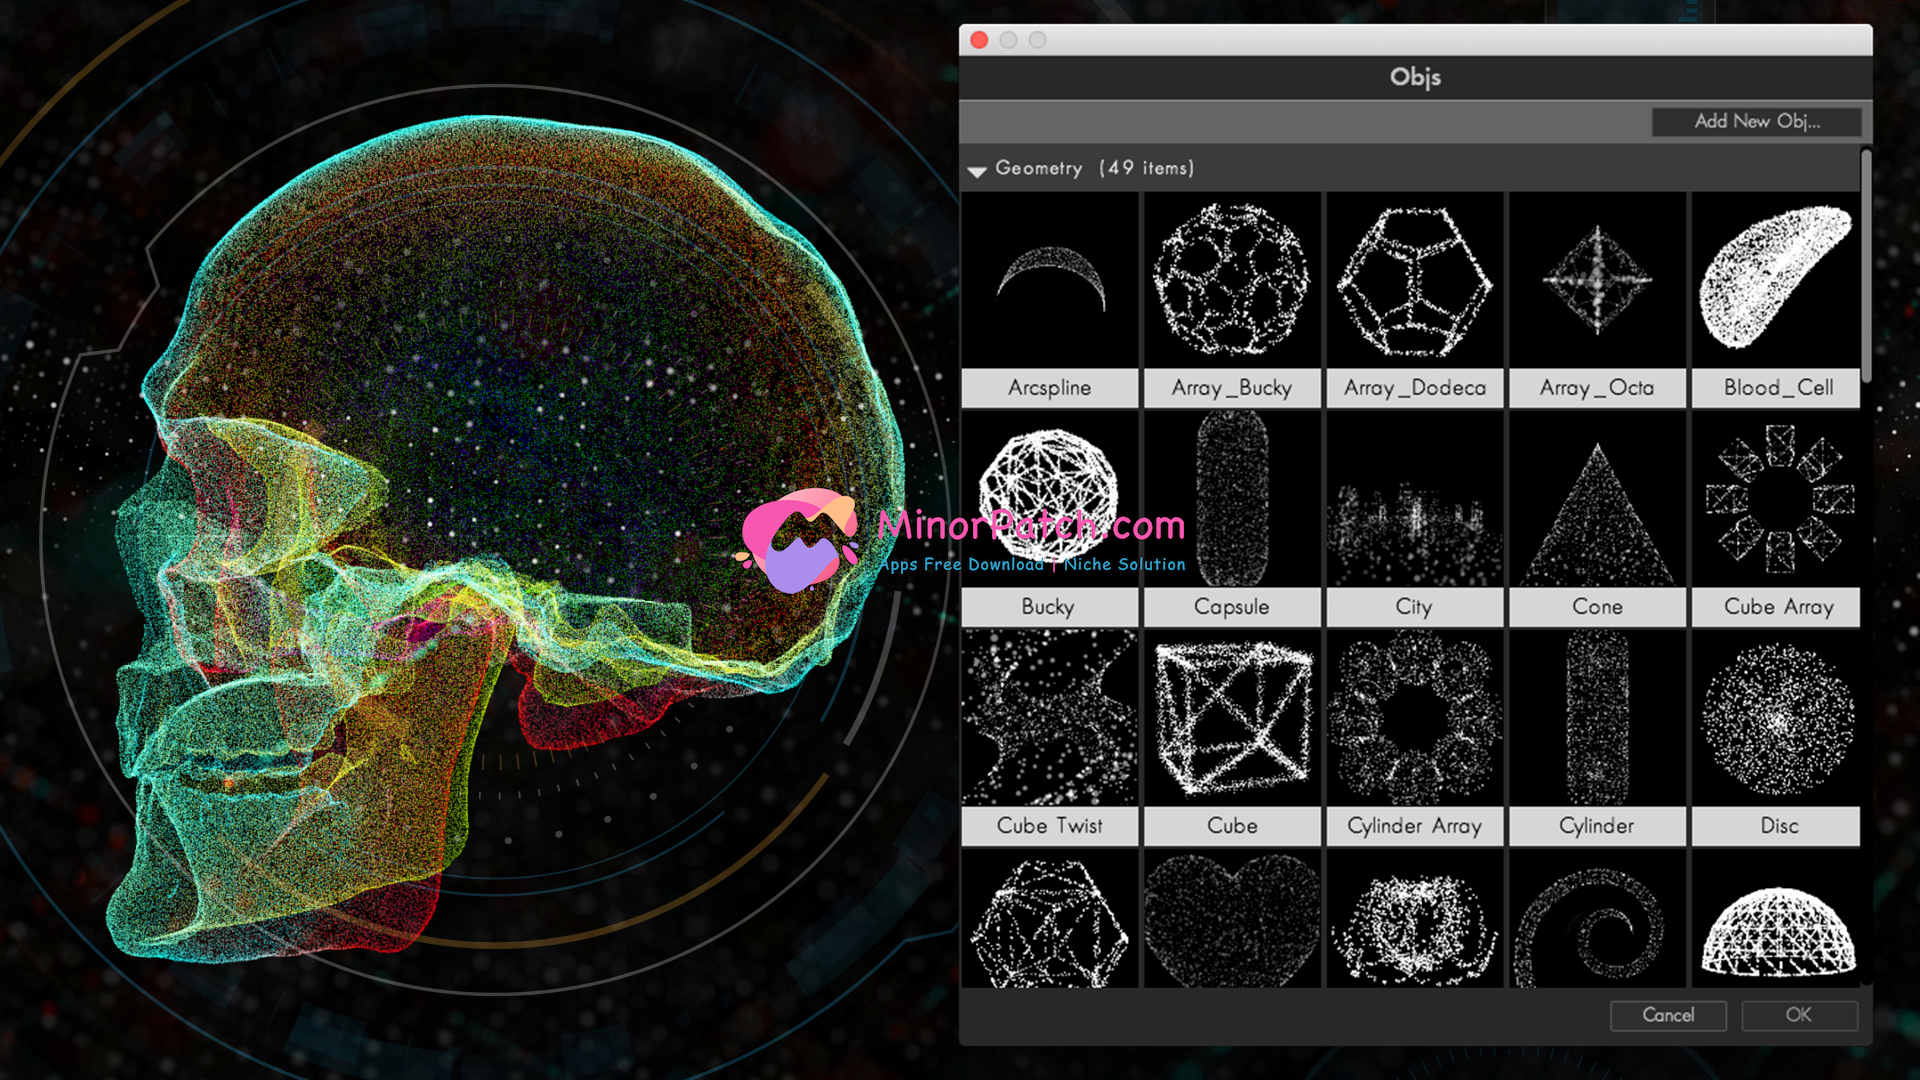 Objs
Add New Obj...
Geometry (49 items)
Arcspline
Array_Bucky
Array_Dodeca
Array_Octa
Blood_Cell
MinorPatch.com
Apps Free Download | Niche Solution
Bucky
Capsule
City
Cone
Cube Array
Cube Twist
Cube
Cylinder Array
Cylinder
Disc
Cancel
OK